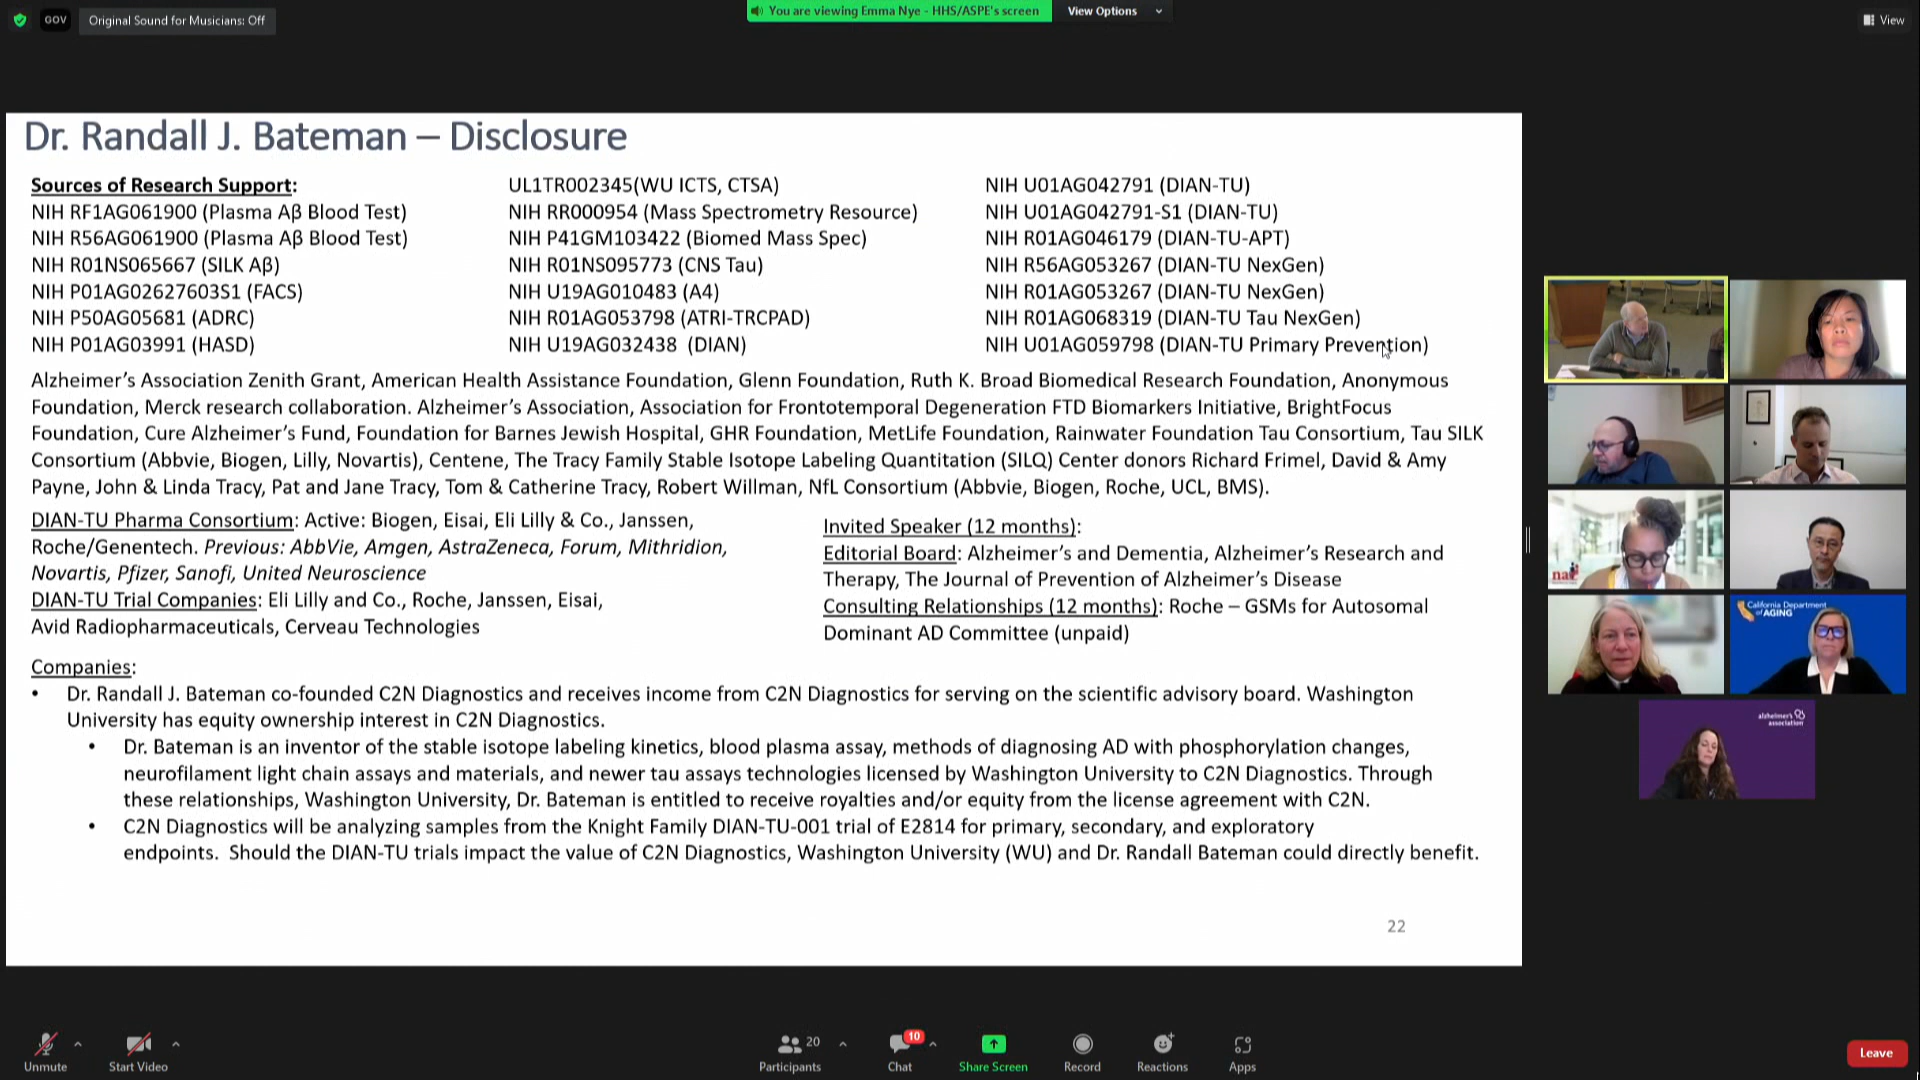 GOV
Original Sound for Musicians: Off
You are viewing Emma Nye - HHS/ASPE's screen
View Options
View
Dr. Randall J. Bateman – Disclosure
Sources of Research Support:
NIH RF1AG061900 (Plasma Aβ Blood Test)
NIH R56AG061900 (Plasma Aβ Blood Test)
NIH R01NS065667 (SILK Aβ)
NIH P01AG02627603S1 (FACS)
NIH P50AG05681 (ADRC)
NIH P01AG03991 (HASD)
UL1TR002345(WU ICTS, CTSA)
NIH RR000954 (Mass Spectrometry Resource)
NIH P41GM103422 (Biomed Mass Spec)
NIH R01NS095773 (CNS Tau)
NIH U19AG010483 (A4)
NIH R01AG053798 (ATRI-TRCPAD)
NIH U19AG032438 (DIAN)
NIH U01AG042791 (DIAN-TU)
NIH U01AG042791-S1 (DIAN-TU)
NIH R01AG046179 (DIAN-TU-APT)
NIH R56AG053267 (DIAN-TU NexGen)
NIH R01AG053267 (DIAN-TU NexGen)
NIH R01AG068319 (DIAN-TU Tau NexGen)
NIH U01AG059798 (DIAN-TU Primary Prevention)
Alzheimer's Association Zenith Grant, American Health Assistance Foundation, Glenn Foundation, Ruth K. Broad Biomedical Research Foundation, Anonymous
Foundation, Merck research collaboration. Alzheimer's Association, Association for Frontotemporal Degeneration FTD Biomarkers Initiative, BrightFocus
Foundation, Cure Alzheimer's Fund, Foundation for Barnes Jewish Hospital, GHR Foundation, MetLife Foundation, Rainwater Foundation Tau Consortium, Tau SILK
Consortium (Abbvie, Biogen, Lilly, Novartis), Centene, The Tracy Family Stable Isotope Labeling Quantitation (SILQ) Center donors Richard Frimel, David & Amy
Payne, John & Linda Tracy, Pat and Jane Tracy, Tom & Catherine Tracy, Robert Willman, NfL Consortium (Abbvie, Biogen, Roche, UCL, BMS).
DIAN-TU Pharma Consortium: Active: Biogen, Eisai, Eli Lilly & Co., Janssen,
Roche/Genentech. Previous: AbbVie, Amgen, AstraZeneca, Forum, Mithridion,
Novartis, Pfizer, Sanofi, United Neuroscience
DIAN-TU Trial Companies: Eli Lilly and Co., Roche, Janssen, Eisai,
Avid Radiopharmaceuticals, Cerveau Technologies
Invited Speaker (12 months):
Editorial Board: Alzheimer's and Dementia, Alzheimer's Research and
Therapy, The Journal of Prevention of Alzheimer's Disease
Consulting Relationships (12 months): Roche – GSMs for Autosomal
Dominant AD Committee (unpaid)
Companies:
• Dr. Randall J. Bateman co-founded C2N Diagnostics and receives income from C2N Diagnostics for serving on the scientific advisory board. Washington
University has equity ownership interest in C2N Diagnostics.
• Dr. Bateman is an inventor of the stable isotope labeling kinetics, blood plasma assay, methods of diagnosing AD with phosphorylation changes,
neurofilament light chain assays and materials, and newer tau assays technologies licensed by Washington University to C2N Diagnostics. Through
these relationships, Washington University, Dr. Bateman is entitled to receive royalties and/or equity from the license agreement with C2N.
• C2N Diagnostics will be analyzing samples from the Knight Family DIAN-TU-001 trial of E2814 for primary, secondary, and exploratory
endpoints. Should the DIAN-TU trials impact the value of C2N Diagnostics, Washington University (WU) and Dr. Randall Bateman could directly benefit.
22
California Department
of AGING
alzheimer's
association
Unmute
Start Video
20
Participants
10
Chat
Share Screen
Record
Reactions
Apps
Leave